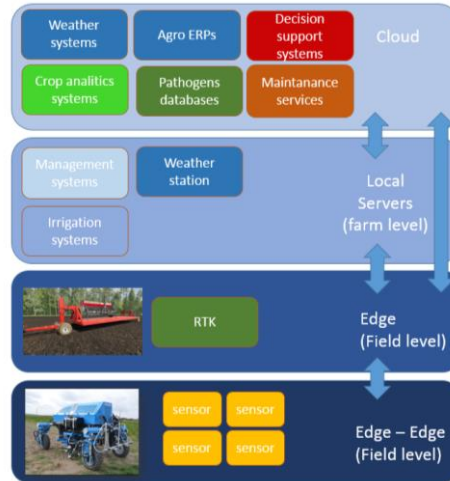 Weather
systems
Agro ERPs
Decision
support
systems
Cloud
Crop analitics
systems
Pathogens
databases
Maintanance
services
Management
systems
Weather
station
Local
Servers
(farm level)
Irrigation
systems
RTK
Edge
(Field level)
sensor
sensor
sensor
sensor
Edge – Edge
(Field level)